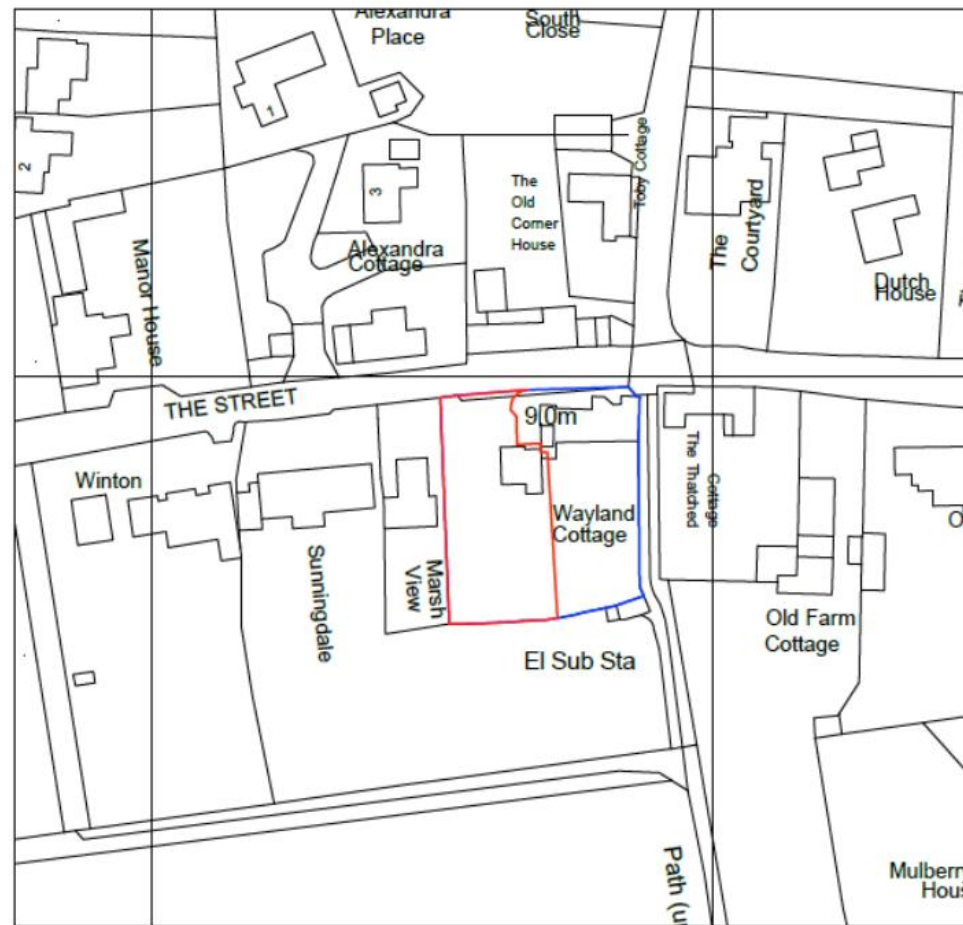 Alexandra
Place
South
Close
1
2
3
The
Old
Corner
House
Toby Cottage
The
Courtyard
Manor House
Alexandra
Cottage
Dutch
House
THE STREET
9.0m
Winton
Sunningdale
Marsh
View
Wayland
Cottage
The Thatched
Cottage
Old Farm
Cottage
El Sub Sta
Path (u
Mulberry
Hous
O